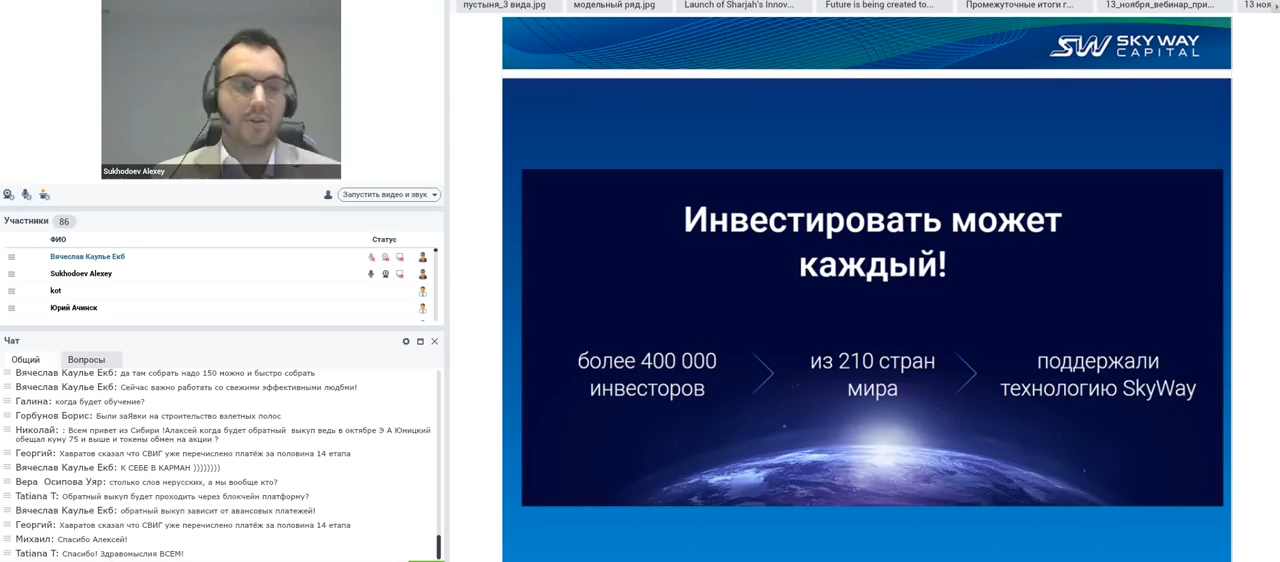 пустыня_3 вида.jpg
модельный ряд.jpg
Launch of Sharjah's Innov...
Future is being created to...
Промежуточные итоги г...
13_ноября_вебинар_при...
13 ноя
SKY WAY
CAPITAL
Sukhodoev Alexey
Запустить видео и звук
Участники 86
ФИО Статус
Вячеслав Каулье Екб
Sukhodoev Alexey
kot
Юрий Ачинск
Чат
Общий Вопросы
Вячеслав Каулье Екб: да там собрать надо 150 можно и быстро собрать
Вячеслав Каулье Екб: Сейчас важно работать со свежими эффективными людбми!
Галина: когда будет обучение?
Горбунов Борис: Были заЯвки на строительство взлетных полос
Николай: : Всем привет из Сибири !Алаксей когда будет обратный выкуп ведь в октябре Э А Юницкий
обещал куму 75 и выше и токены обмен на акции ?
Георгий: Хавратов сказал что СВИГ уже перечислено платёж за половина 14 етапа
Вячеслав Каулье Екб: К СЕБЕ В КАРМАН ))))))))
Вера Осипова Уяр: столько слов нерусских, а мы вообще кто?
Tatiana T: Обратный выкуп будет проходить через блокчейн платформу?
Вячеслав Каулье Екб: обратный выкуп зависит от авансовых платежей!
Георгий: Хавратов сказал что СВИГ уже перечислено платёж за половина 14 етапа
Михаил: Спасибо Алексей!
Tatiana T: Спасибо! Здравомыслия ВСЕМ!
Инвестировать может
каждый!
более 400 000
инвесторов
из 210 стран
мира
поддержали
технологию SkyWay